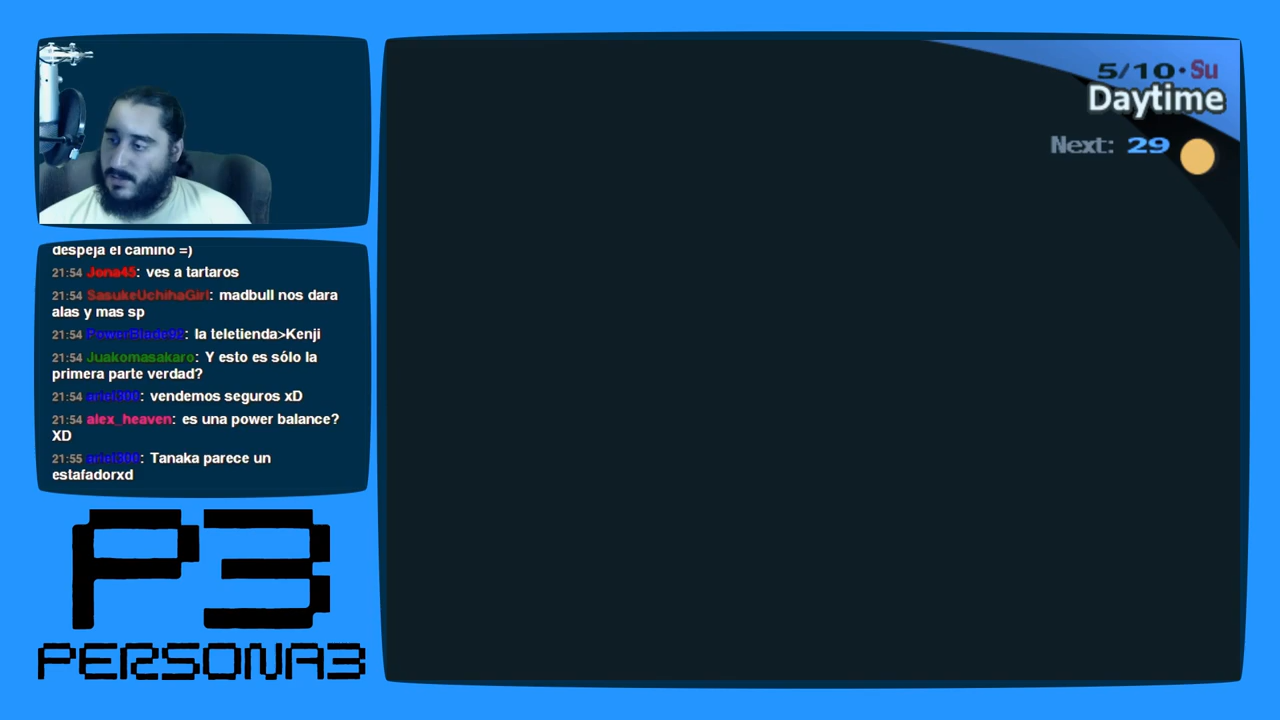 5/10·Su
Daytime
Next: 29
despeja el camino =)
21:54 Jona45: ves a tartaros
21:54 SasukeUchihaGirl: madbull nos dara
alas y mas sp
21:54 PowerBlade92: la teletienda>Kenji
21:54 Juakomasakaro: Y esto es sólo la
primera parte verdad?
21:54 : vendemos seguros xD
21:54 alex_heaven: es una power balance?
XD
21:55 : Tanaka parece un
estafadorxd
P3
PERSONA3